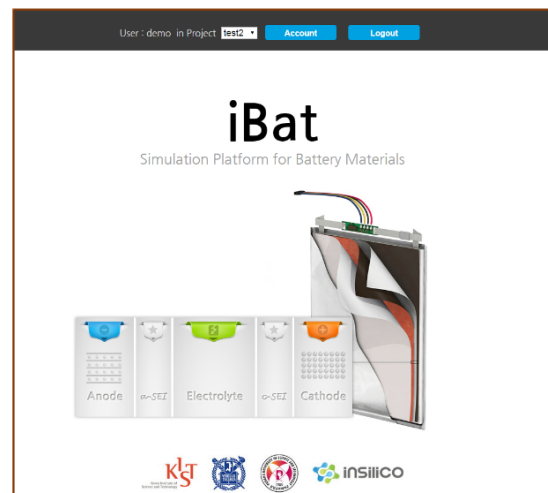 User : demo in Project test2 Account Logout
iBat
Simulation Platform for Battery Materials
Anode a-SEI Electrolyte c-SEI Cathode
KIST insilico